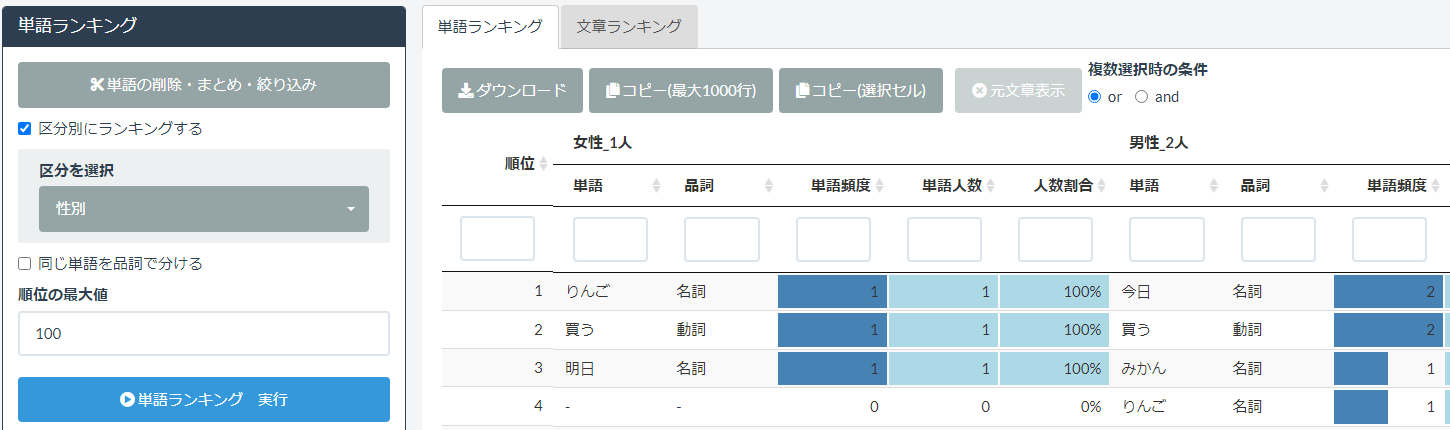 単語ランキング
単語の削除・まとめ・絞り込み
区分別にランキングする
区分を選択
性別
同じ単語を品詞で分ける
順位の最大値
100
単語ランキング 実行
単語ランキング 文章ランキング
ダウンロード コピー(最大1000行) コピー(選択セル) 元文章表示
複数選択時の条件
or and
女性_1人 男性_2人
順位 単語 品詞 単語頻度 単語人数 人数割合 単語 品詞 単語頻度
1 りんご 名詞 1 1 100% 今日 名詞 2
2 買う 動詞 1 1 100% 買う 動詞 2
3 明日 名詞 1 1 100% みかん 名詞 1
4 - - 0 0 0% りんご 名詞 1